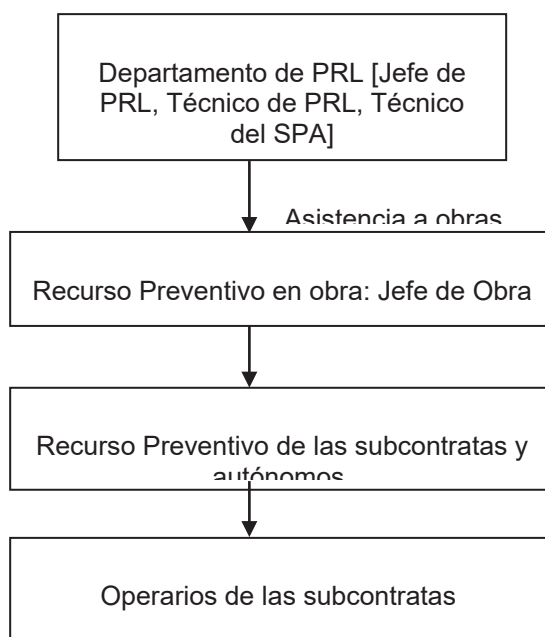 Departamento de PRL [Jefe de
PRL, Técnico de PRL, Técnico
del SPA]
Asistencia a obras
Recurso Preventivo en obra: Jefe de Obra
Recurso Preventivo de las subcontratas y
autónomos
Operarios de las subcontratas